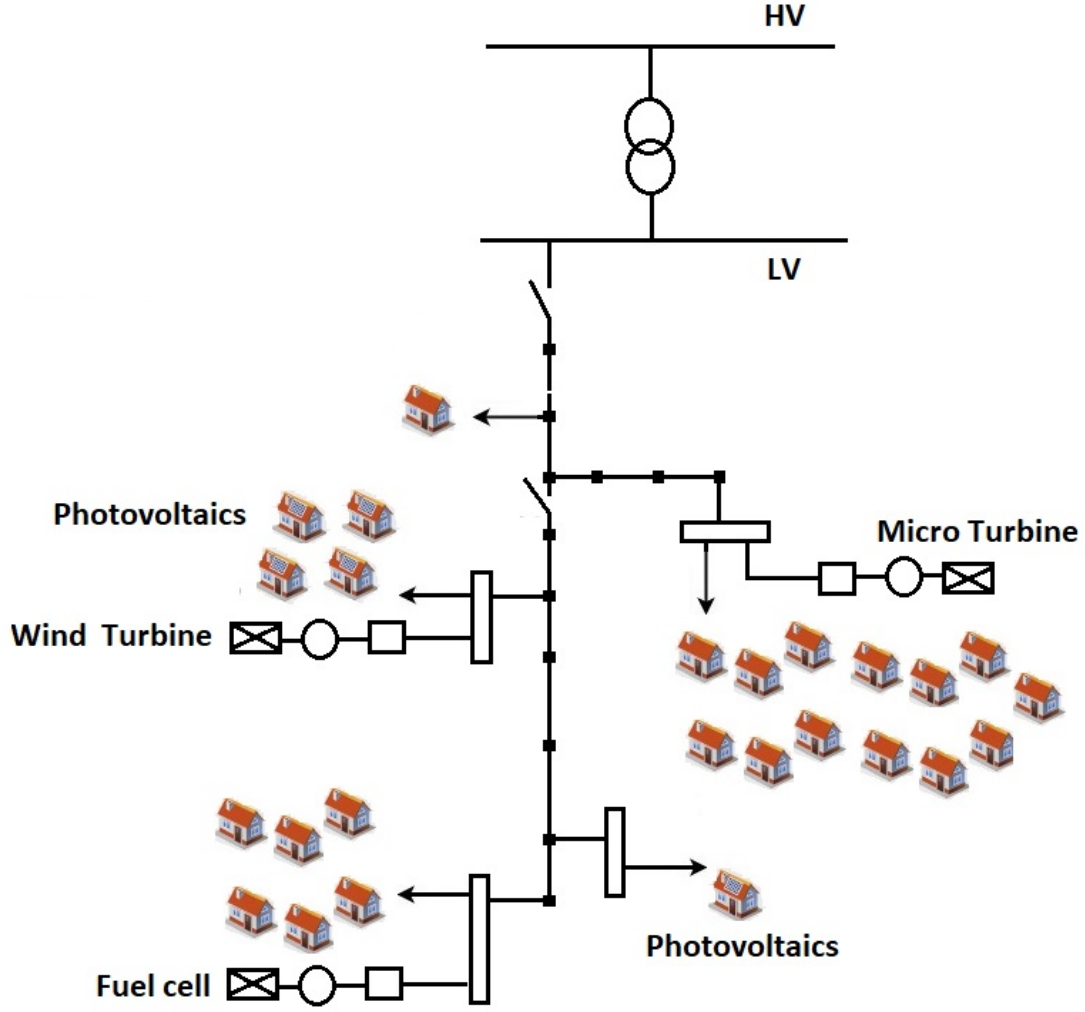 HV
LV
Photovoltaics
Micro Turbine
Wind Turbine
Photovoltaics
Fuel cell